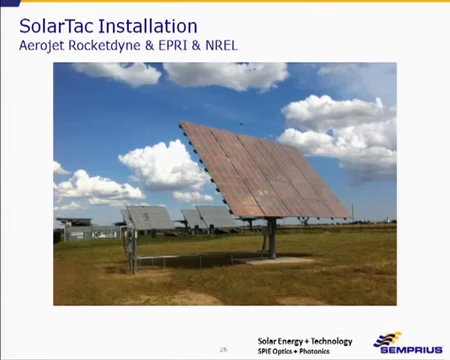 SolarTac Installation
Aerojet Rocketdyne & EPRI & NREL
Solar Energy + Technology
SPIE Optics + Photonics
SEMPRIUS